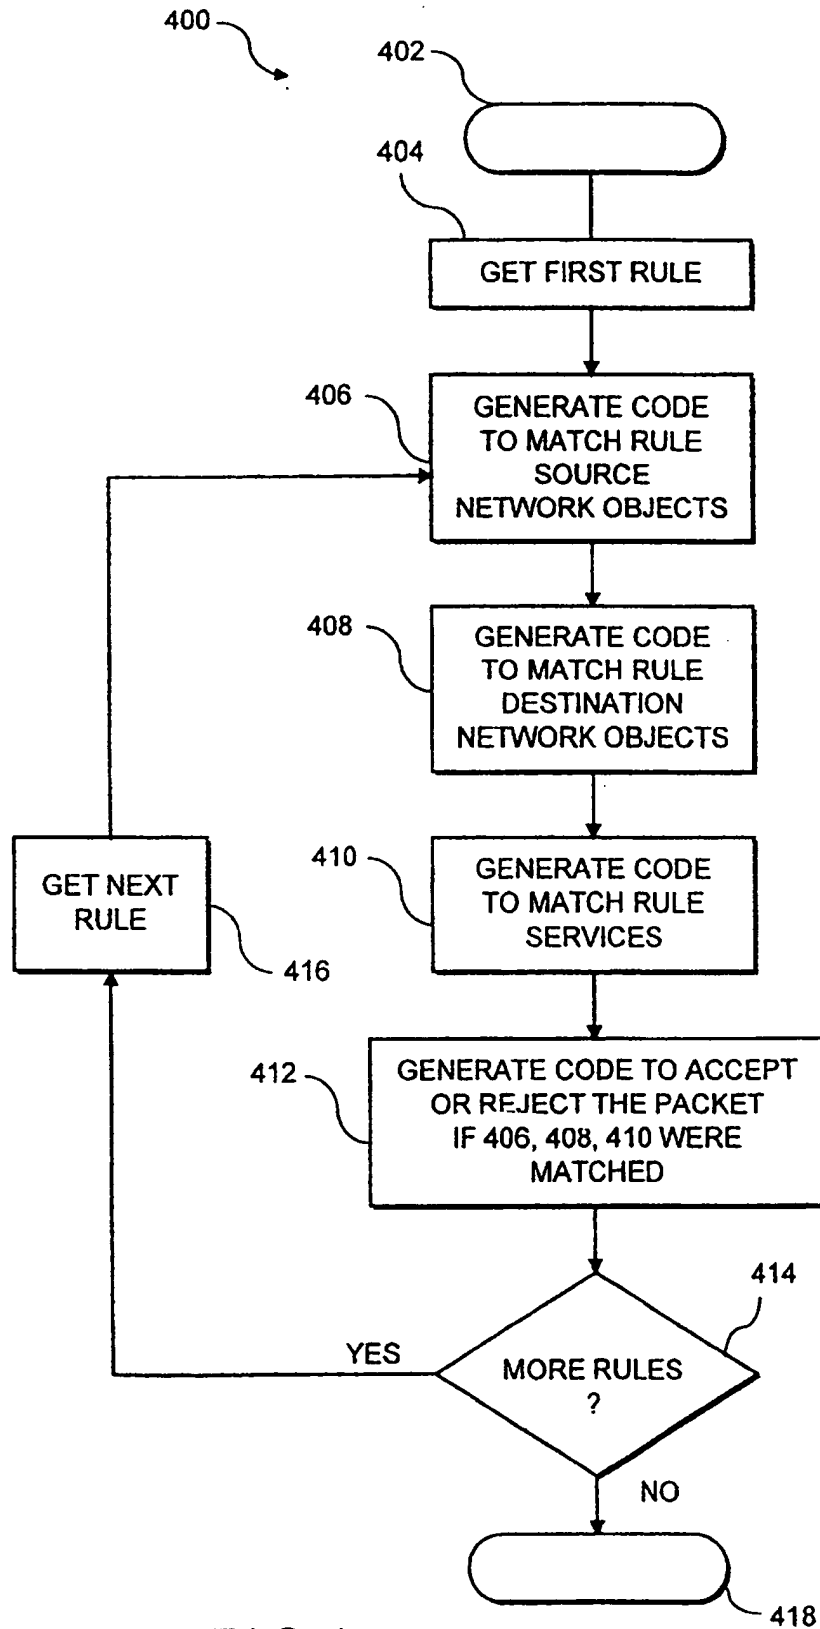 400
402
404
GET FIRST RULE
406
GENERATE CODE
TO MATCH RULE
SOURCE
NETWORK OBJECTS
408
GENERATE CODE
TO MATCH RULE
DESTINATION
NETWORK OBJECTS
410
GENERATE CODE
TO MATCH RULE
SERVICES
GET NEXT
RULE
416
412
GENERATE CODE TO ACCEPT
OR REJECT THE PACKET
IF 406, 408, 410 WERE
MATCHED
414
YES
MORE RULES
?
NO
418